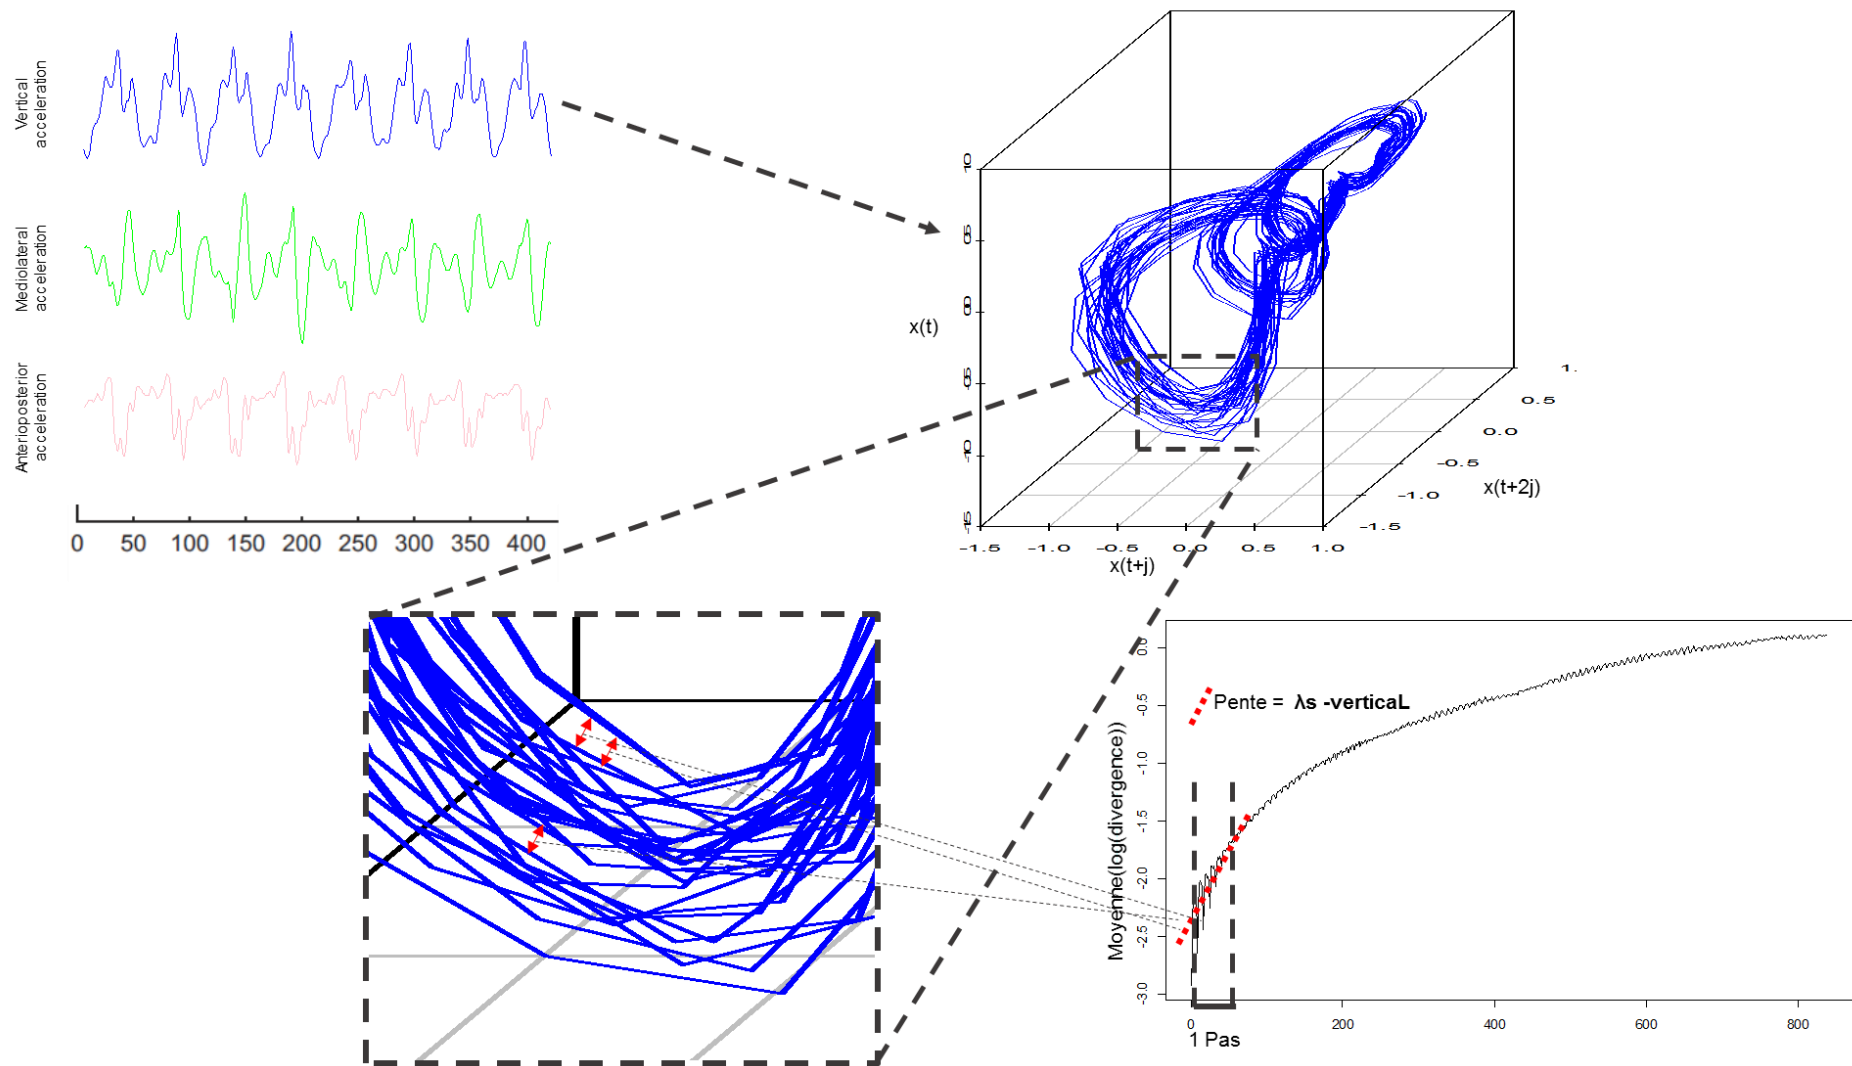 Vertical
acceleration
Mediolateral
acceleration
Anterioposterior
acceleration
0 50 100 150 200 250 300 350 400
x(t)
1.
0.5
0.0
-0.5
-1.0
-1.5
x(t+2j)
-1.5 -1.0 -0.5 0.0 0.5 1.0
x(t+j)
Pente = λs -verticaL
Moyenne(log(divergence))
0.0
-0.5
-1.0
-1.5
-2.0
-2.5
-3.0
0 200 400 600 800
1 Pas